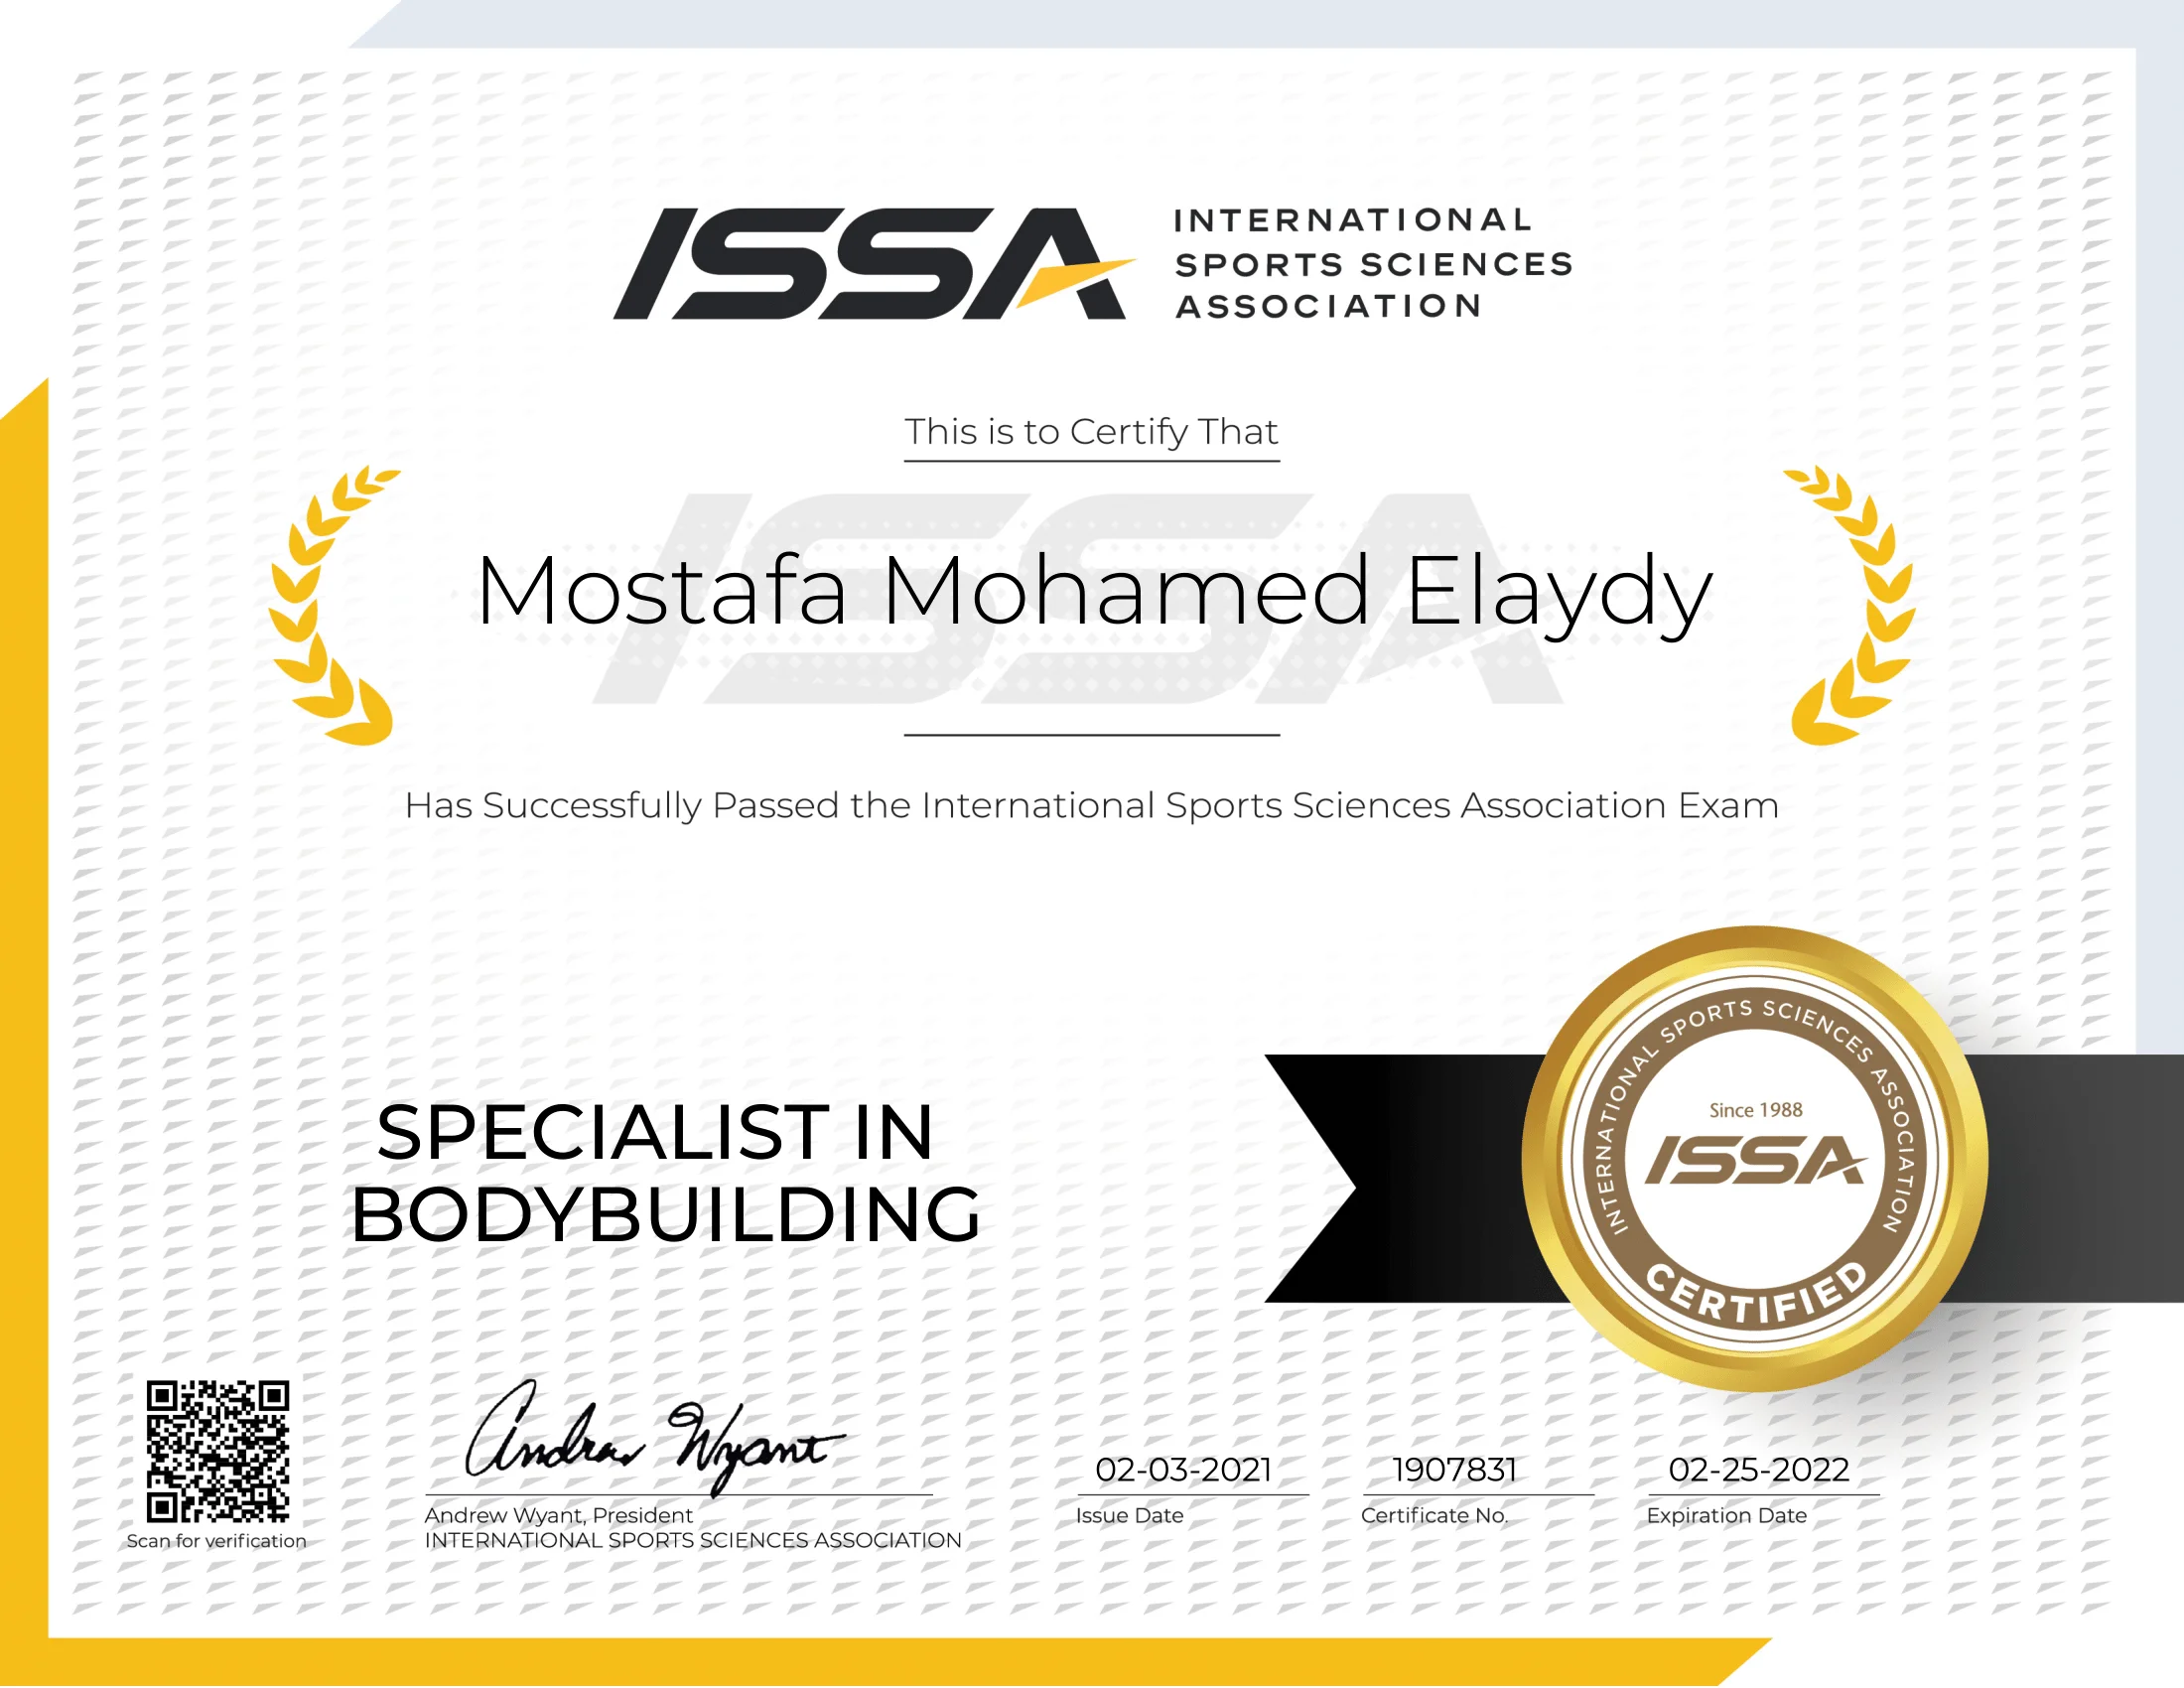 ISSA
INTERNATIONAL
SPORTS SCIENCES
ASSOCIATION
This is to Certify That
ISSA
Mostafa Mohamed Elaydy
Has Successfully Passed the International Sports Sciences Association Exam
SPECIALIST IN
BODYBUILDING
INTERNATIONAL SPORTS SCIENCES ASSOCIATION
Since 1988
ISSA
CERTIFIED
Scan for verification
Andrew Wyant
Andrew Wyant, President
INTERNATIONAL SPORTS SCIENCES ASSOCIATION
02-03-2021
Issue Date
1907831
Certificate No.
02-25-2022
Expiration Date